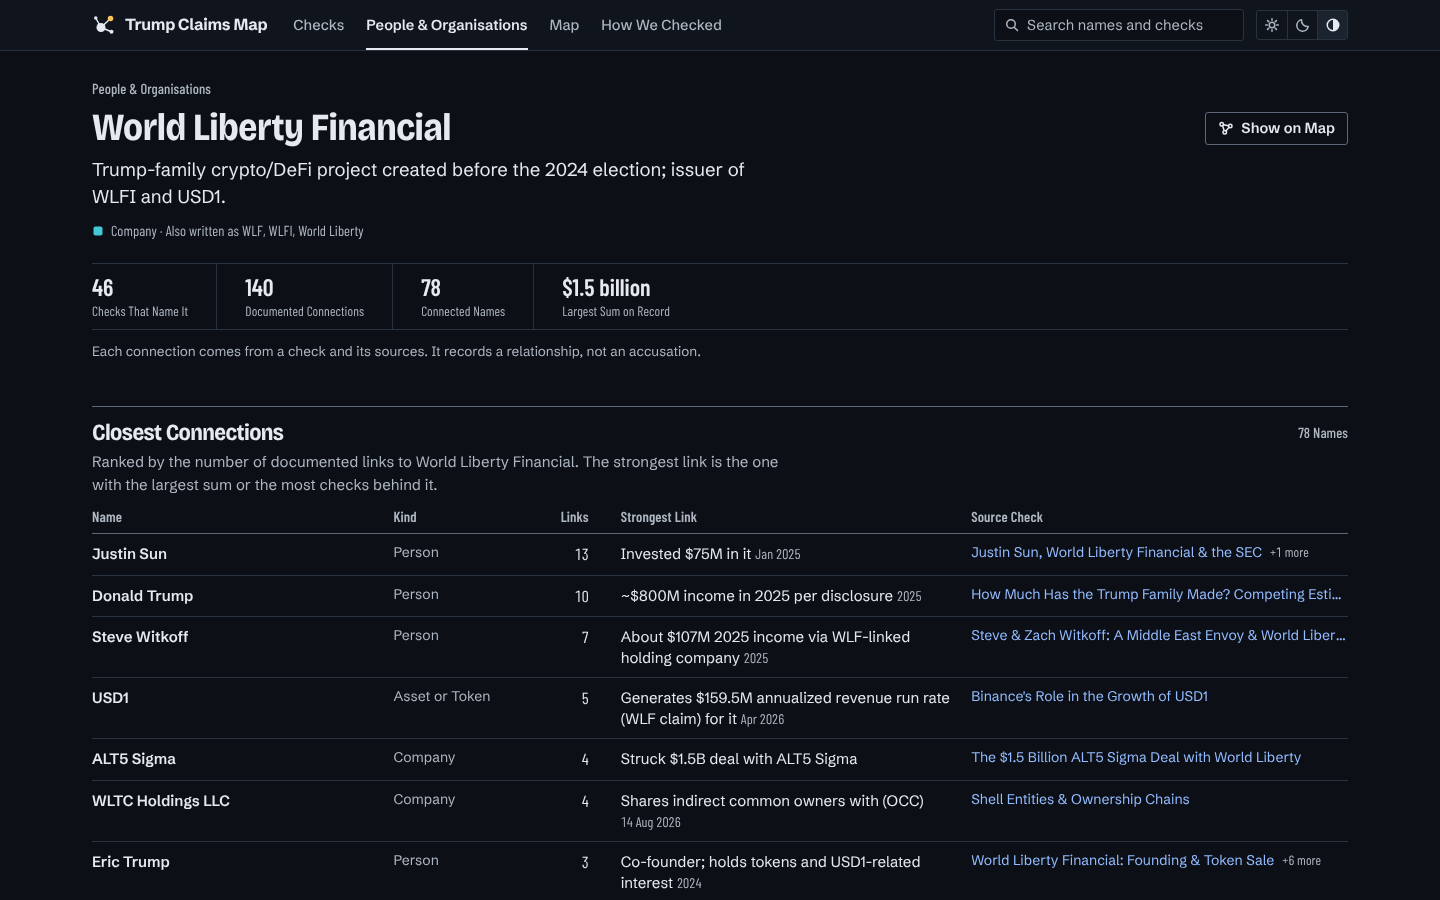 Trump Claims Map
Checks
People & Organisations
Map
How We Checked
Search names and checks
People & Organisations
World Liberty Financial
Show on Map
Trump-family crypto/DeFi project created before the 2024 election; issuer of
WLFI and USD1.
Company · Also written as WLF, WLFI, World Liberty
46
Checks That Name It
140
Documented Connections
78
Connected Names
$1.5 billion
Largest Sum on Record
Each connection comes from a check and its sources. It records a relationship, not an accusation.
Closest Connections
78 Names
Ranked by the number of documented links to World Liberty Financial. The strongest link is the one
with the largest sum or the most checks behind it.
Name Kind Links Strongest Link Source Check
Justin Sun Person 13 Invested $75M in it Jan 2025 Justin Sun, World Liberty Financial & the SEC +1 more
Donald Trump Person 10 ~$800M income in 2025 per disclosure 2025 How Much Has the Trump Family Made? Competing Esti…
Steve Witkoff Person 7 About $107M 2025 income via WLF-linked Steve & Zach Witkoff: A Middle East Envoy & World Liber…
holding company 2025
USD1 Asset or Token 5 Generates $159.5M annualized revenue run rate Binance's Role in the Growth of USD1
(WLF claim) for it Apr 2026
ALT5 Sigma Company 4 Struck $1.5B deal with ALT5 Sigma The $1.5 Billion ALT5 Sigma Deal with World Liberty
WLTC Holdings LLC Company 4 Shares indirect common owners with (OCC) Shell Entities & Ownership Chains
14 Aug 2026
Eric Trump Person 3 Co-founder; holds tokens and USD1-related World Liberty Financial: Founding & Token Sale +6 more
interest 2024